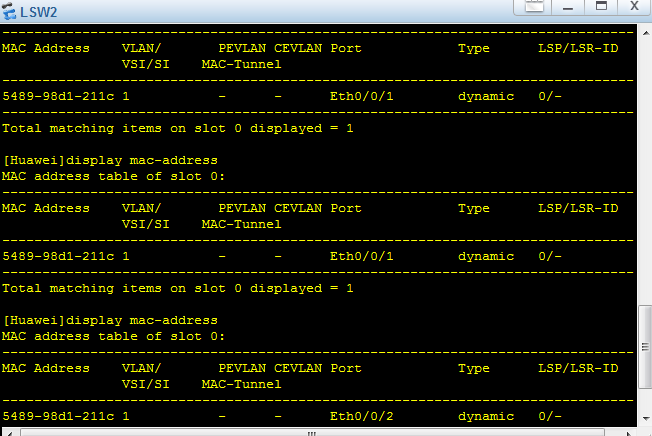 LSW2
--------------------------------------------------------------------------------
MAC Address    VLAN/       PEVLAN CEVLAN Port            Type      LSP/LSR-ID
               VSI/SI    MAC-Tunnel
--------------------------------------------------------------------------------
5489-98d1-211c 1           -      -      Eth0/0/1        dynamic   0/-
--------------------------------------------------------------------------------
Total matching items on slot 0 displayed = 1
[Huawei]display mac-address
MAC address table of slot 0:
--------------------------------------------------------------------------------
MAC Address    VLAN/       PEVLAN CEVLAN Port            Type      LSP/LSR-ID
               VSI/SI    MAC-Tunnel
--------------------------------------------------------------------------------
5489-98d1-211c 1           -      -      Eth0/0/1        dynamic   0/-
--------------------------------------------------------------------------------
Total matching items on slot 0 displayed = 1
[Huawei]display mac-address
MAC address table of slot 0:
--------------------------------------------------------------------------------
MAC Address    VLAN/       PEVLAN CEVLAN Port            Type      LSP/LSR-ID
               VSI/SI    MAC-Tunnel
--------------------------------------------------------------------------------
5489-98d1-211c 1           -      -      Eth0/0/2        dynamic   0/-